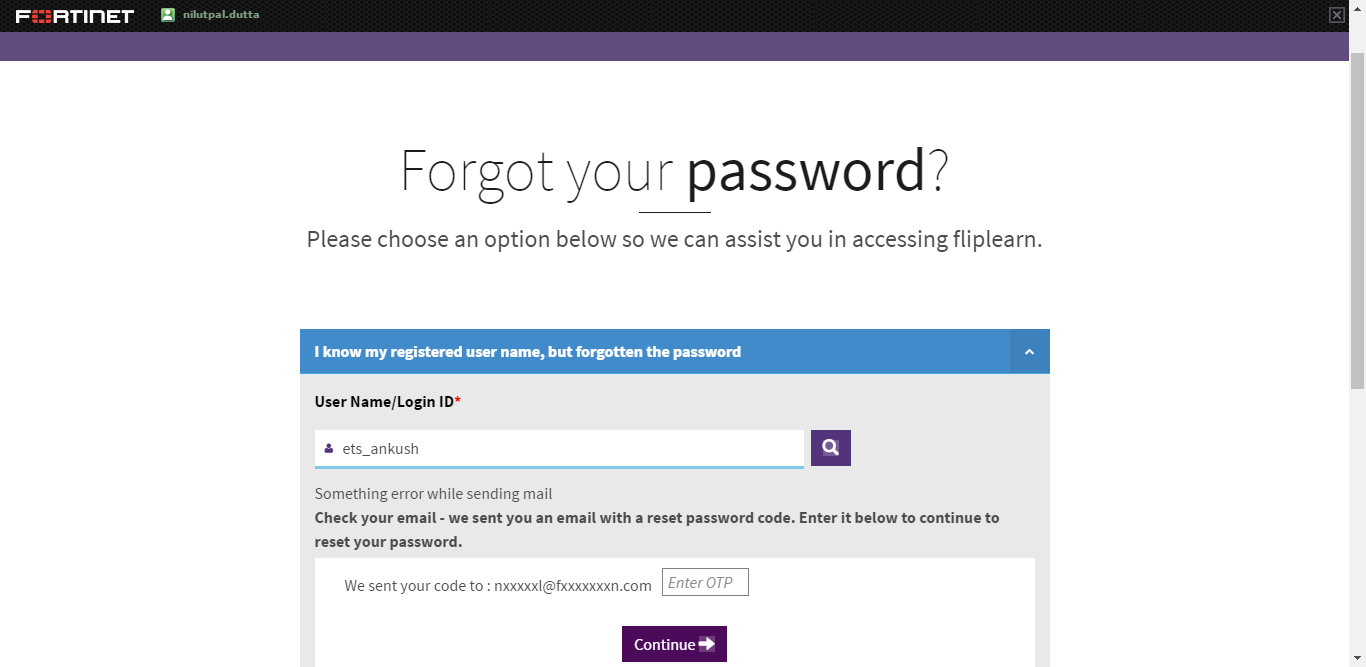 FORTINET nilutpal.dutta
Forgot your password?
Please choose an option below so we can assist you in accessing fliplearn.
I know my registered user name, but forgotten the password
User Name/Login ID*
ets_ankush
Something error while sending mail
Check your email - we sent you an email with a reset password code. Enter it below to continue to
reset your password.
We sent your code to : nxxxxxl@fxxxxxxxn.com Enter OTP
Continue